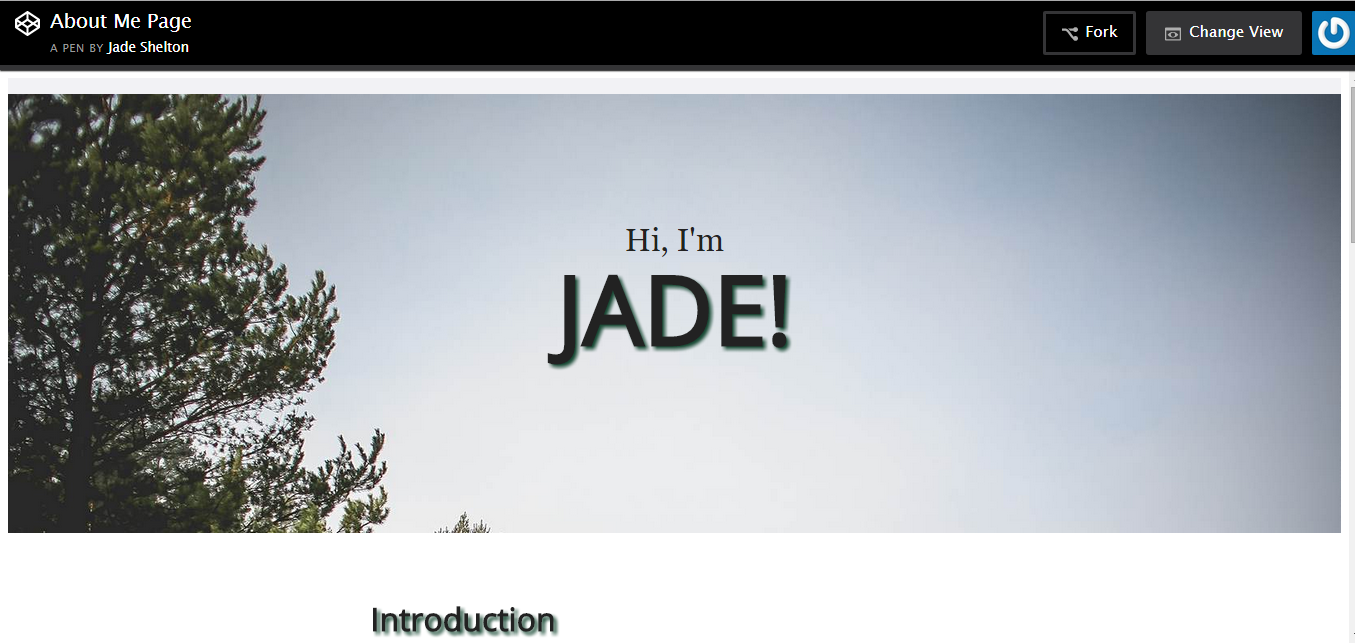 About Me Page
A PEN BY Jade Shelton
Fork
Change View
Hi, I'm
JADE!
Introduction